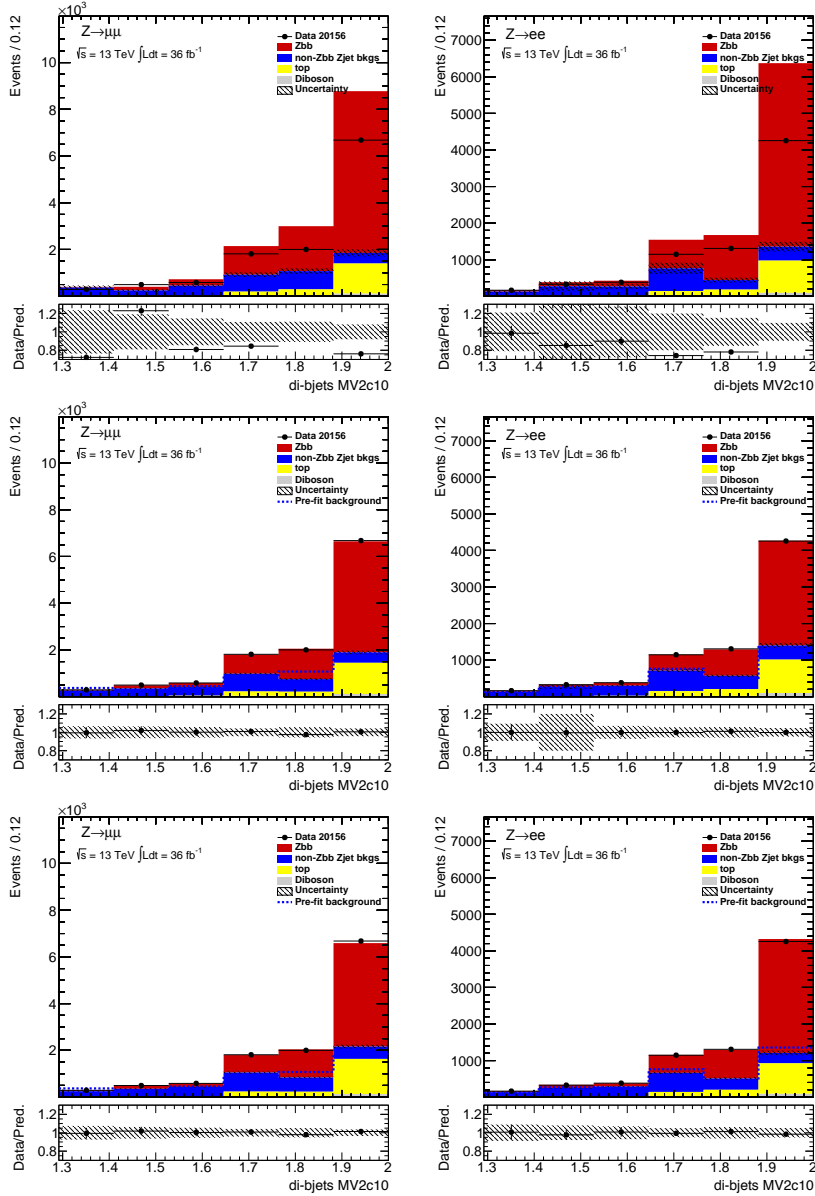 ×10³
Z→μμ
√s = 13 TeV ∫Ldt = 36 fb⁻¹
Data 20156
Zbb
non-Zbb Zjet bkgs
top
Diboson
Uncertainty
Events / 0.12
10
8
6
4
2
Data/Pred.
1.2
1
0.8
1.3 1.4 1.5 1.6 1.7 1.8 1.9 2
di-bjets MV2c10
Z→ee
√s = 13 TeV ∫Ldt = 36 fb⁻¹
Data 20156
Zbb
non-Zbb Zjet bkgs
top
Diboson
Uncertainty
Events / 0.12
7000
6000
5000
4000
3000
2000
1000
Data/Pred.
1.2
1
0.8
1.3 1.4 1.5 1.6 1.7 1.8 1.9 2
di-bjets MV2c10
×10³
Z→μμ
√s = 13 TeV ∫Ldt = 36 fb⁻¹
Data 20156
Zbb
non-Zbb Zjet bkgs
top
Diboson
Uncertainty
Pre-fit background
Events / 0.12
10
8
6
4
2
Data/Pred.
1.2
1
0.8
1.3 1.4 1.5 1.6 1.7 1.8 1.9 2
di-bjets MV2c10
Z→ee
√s = 13 TeV ∫Ldt = 36 fb⁻¹
Data 20156
Zbb
non-Zbb Zjet bkgs
top
Diboson
Uncertainty
Pre-fit background
Events / 0.12
7000
6000
5000
4000
3000
2000
1000
Data/Pred.
1.2
1
0.8
1.3 1.4 1.5 1.6 1.7 1.8 1.9 2
di-bjets MV2c10
×10³
Z→μμ
√s = 13 TeV ∫Ldt = 36 fb⁻¹
Data 20156
Zbb
non-Zbb Zjet bkgs
top
Diboson
Uncertainty
Pre-fit background
Events / 0.12
10
8
6
4
2
Data/Pred.
1.2
1
0.8
1.3 1.4 1.5 1.6 1.7 1.8 1.9 2
di-bjets MV2c10
Z→ee
√s = 13 TeV ∫Ldt = 36 fb⁻¹
Data 20156
Zbb
non-Zbb Zjet bkgs
top
Diboson
Uncertainty
Pre-fit background
Events / 0.12
7000
6000
5000
4000
3000
2000
1000
Data/Pred.
1.2
1
0.8
1.3 1.4 1.5 1.6 1.7 1.8 1.9 2
di-bjets MV2c10